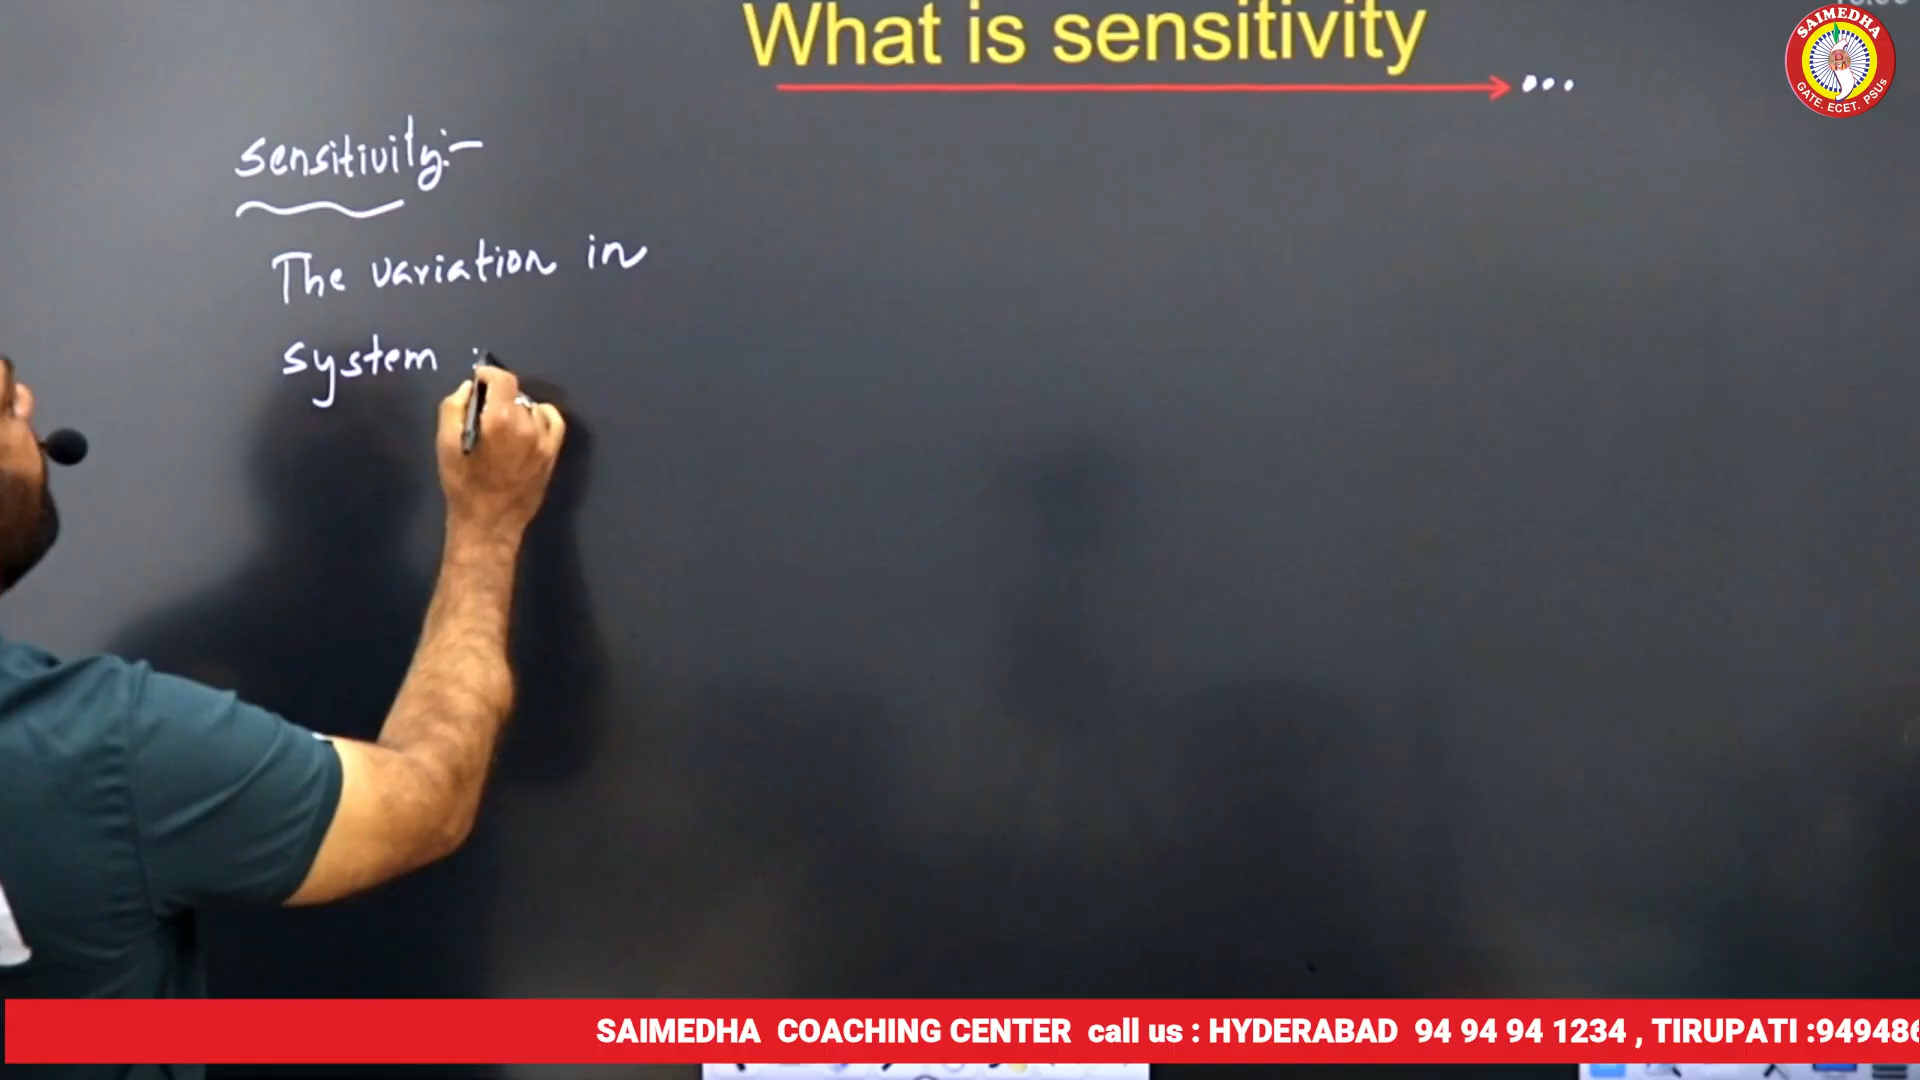 What is sensitivity
SAIMEDHA
GATE. ECET. PSUs
sensitivity:-
The variation in
system
SAIMEDHA COACHING CENTER call us : HYDERABAD 94 94 94 1234 , TIRUPATI :949486